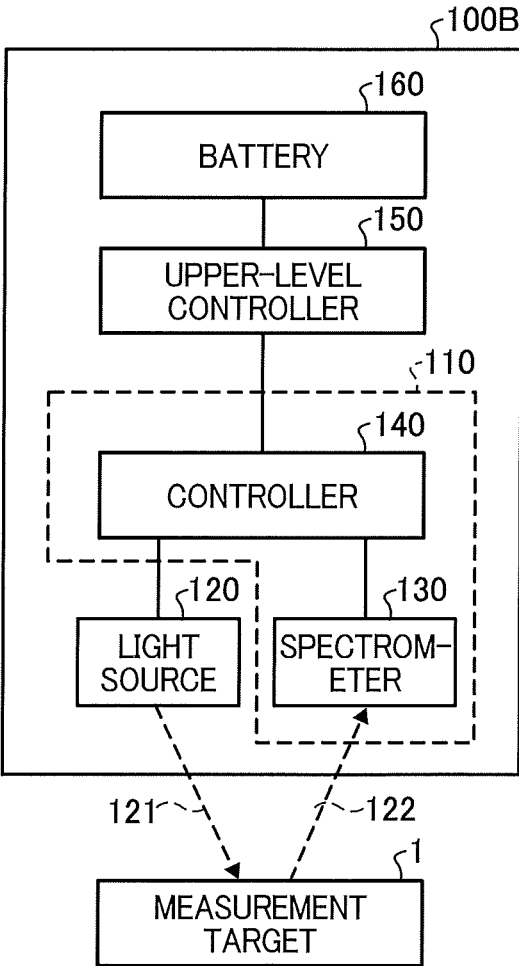 100B
160
BATTERY
150
UPPER-LEVEL
CONTROLLER
110
140
CONTROLLER
120
130
LIGHT
SOURCE
SPECTROM-
ETER
121
122
1
MEASUREMENT
TARGET